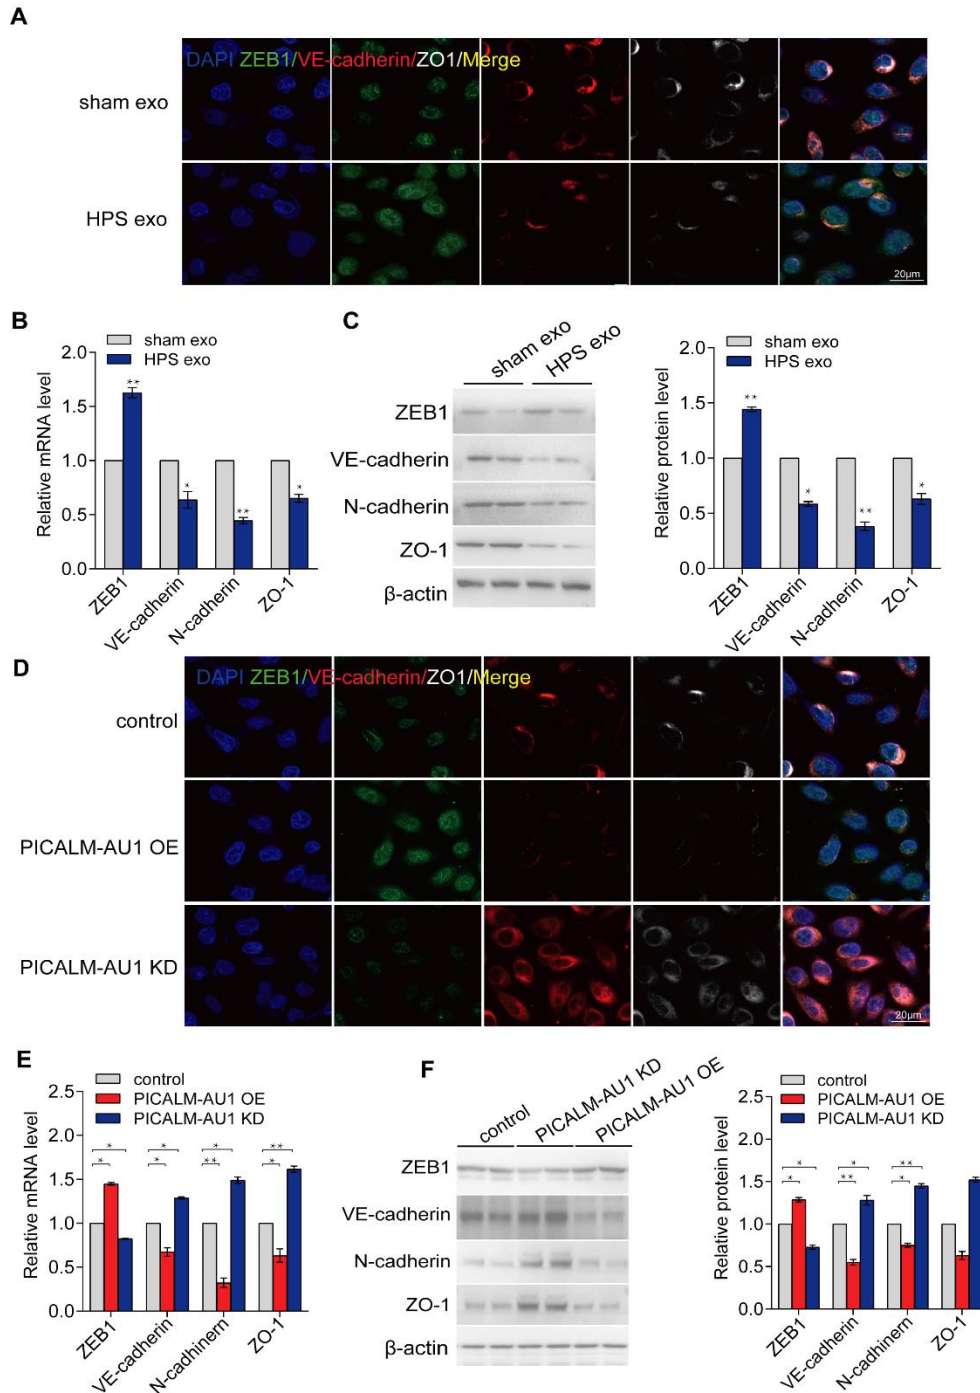 A
DAPI ZEB1/VE-cadherin/ZO1/Merge
sham exo
HPS exo
20μm
B
sham exo
HPS exo
Relative mRNA level
2.0
1.5
1.0
0.5
0.0
**
*
**
*
ZEB1
VE-cadherin
N-cadherin
ZO-1
C
sham exo
HPS exo
ZEB1
VE-cadherin
N-cadherin
ZO-1
β-actin
sham exo
HPS exo
Relative protein level
2.0
1.5
1.0
0.5
0.0
**
*
**
*
ZEB1
VE-cadherin
N-cadherin
ZO-1
D
DAPI ZEB1/VE-cadherin/ZO1/Merge
control
PICALM-AU1 OE
PICALM-AU1 KD
20μm
E
control
PICALM-AU1 OE
PICALM-AU1 KD
Relative mRNA level
2.5
2.0
1.5
1.0
0.5
0.0
* * * **
* * ** *
ZEB1
VE-cadherin
N-cadhinern
ZO-1
F
control
PICALM-AU1 KD
PICALM-AU1 OE
ZEB1
VE-cadherin
N-cadherin
ZO-1
β-actin
control
PICALM-AU1 OE
PICALM-AU1 KD
Relative protein level
2.5
2.0
1.5
1.0
0.5
0.0
* * **
* ** *
ZEB1
VE-cadherin
N-cadhinern
ZO-1